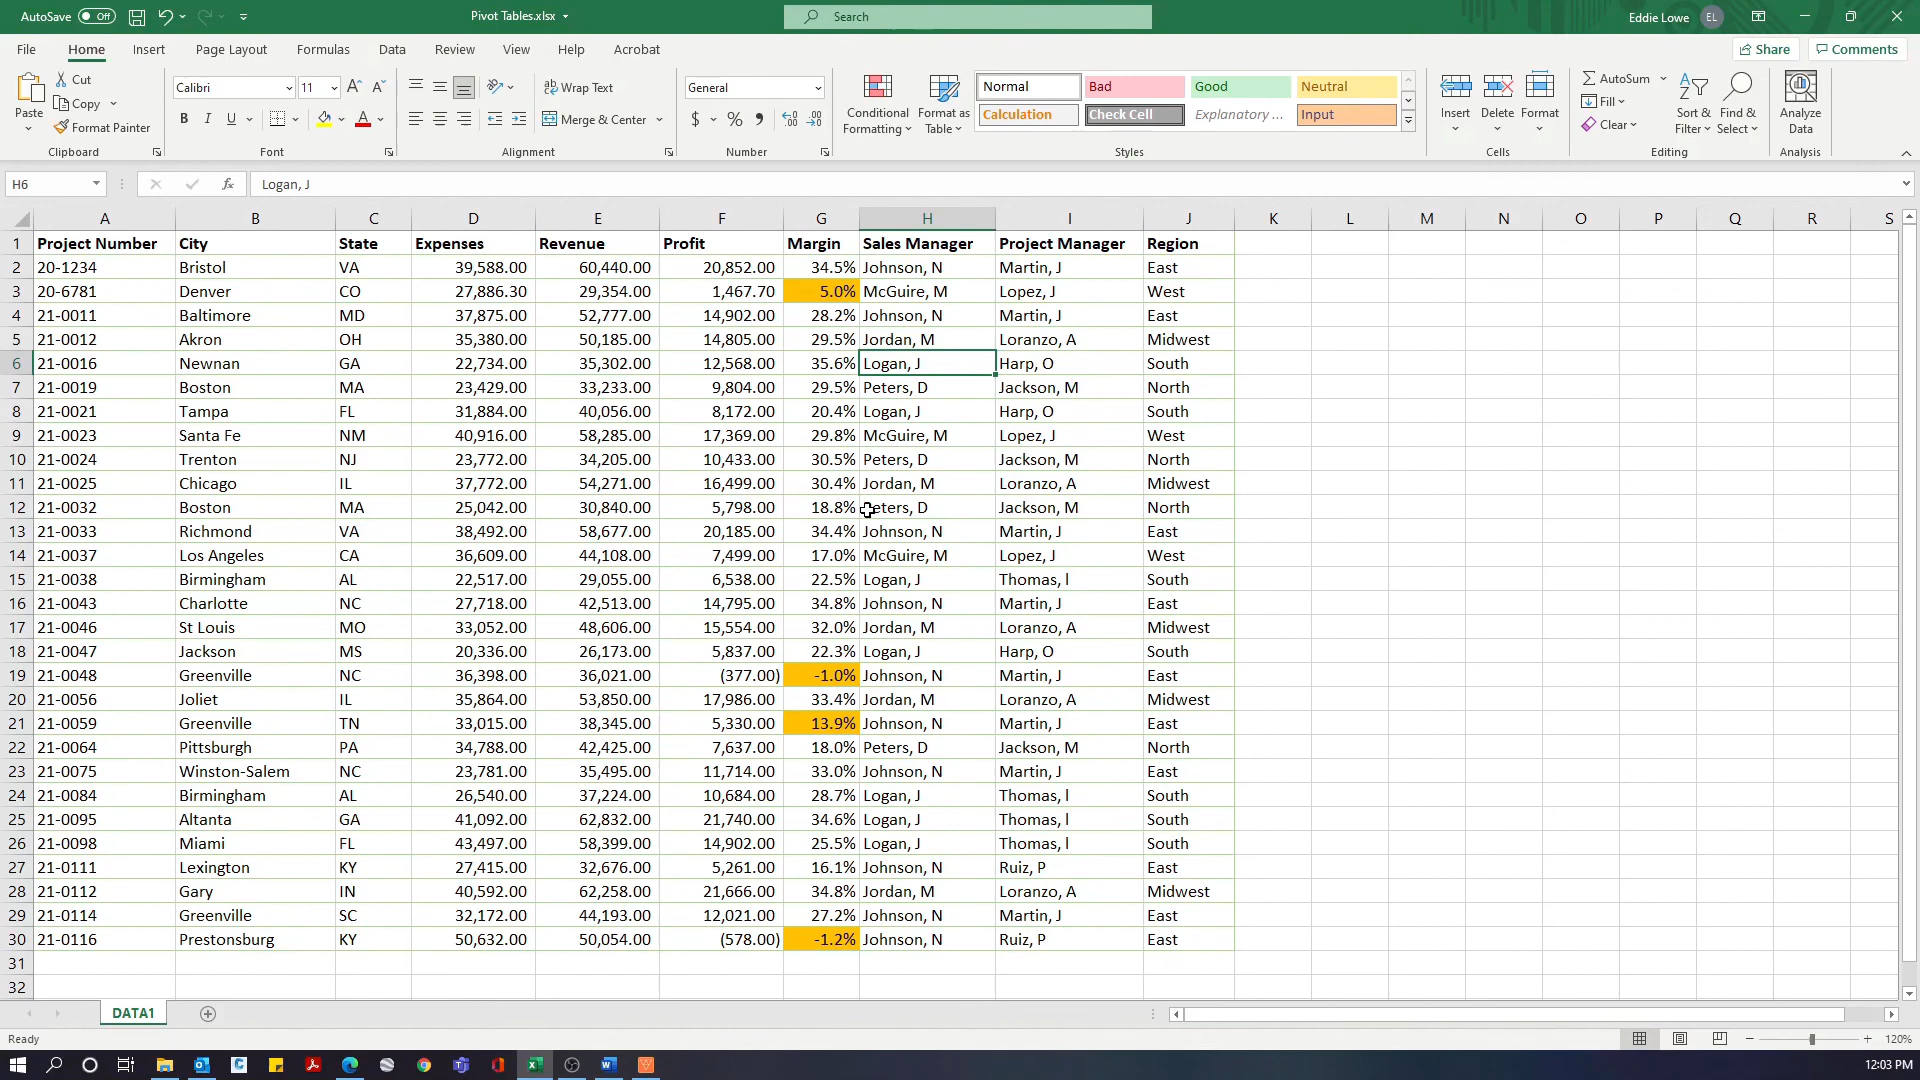 AutoSave Off Pivot Tables.xlsx Search Eddie Lowe EL
File Home Insert Page Layout Formulas Data Review View Help Acrobat Share Comments
Paste Cut Copy Format Painter
Calibri 11 B I U A A A
Wrap Text Merge & Center
General $ % 9
Conditional Formatting Format as Table
Normal Bad Good Neutral
Calculation Check Cell Explanatory ... Input
Insert Delete Format
AutoSum Fill Clear Sort & Filter Find & Select
Analyze Data
Clipboard Font Alignment Number Styles Cells Editing Analysis
H6 fx Logan, J
A B C D E F G H I J K L M N O P Q R S
1 Project Number City State Expenses Revenue Profit Margin Sales Manager Project Manager Region
2 20-1234 Bristol VA 39,588.00 60,440.00 20,852.00 34.5% Johnson, N Martin, J East
3 20-6781 Denver CO 27,886.30 29,354.00 1,467.70 5.0% McGuire, M Lopez, J West
4 21-0011 Baltimore MD 37,875.00 52,777.00 14,902.00 28.2% Johnson, N Martin, J East
5 21-0012 Akron OH 35,380.00 50,185.00 14,805.00 29.5% Jordan, M Loranzo, A Midwest
6 21-0016 Newnan GA 22,734.00 35,302.00 12,568.00 35.6% Logan, J Harp, O South
7 21-0019 Boston MA 23,429.00 33,233.00 9,804.00 29.5% Peters, D Jackson, M North
8 21-0021 Tampa FL 31,884.00 40,056.00 8,172.00 20.4% Logan, J Harp, O South
9 21-0023 Santa Fe NM 40,916.00 58,285.00 17,369.00 29.8% McGuire, M Lopez, J West
10 21-0024 Trenton NJ 23,772.00 34,205.00 10,433.00 30.5% Peters, D Jackson, M North
11 21-0025 Chicago IL 37,772.00 54,271.00 16,499.00 30.4% Jordan, M Loranzo, A Midwest
12 21-0032 Boston MA 25,042.00 30,840.00 5,798.00 18.8% Peters, D Jackson, M North
13 21-0033 Richmond VA 38,492.00 58,677.00 20,185.00 34.4% Johnson, N Martin, J East
14 21-0037 Los Angeles CA 36,609.00 44,108.00 7,499.00 17.0% McGuire, M Lopez, J West
15 21-0038 Birmingham AL 22,517.00 29,055.00 6,538.00 22.5% Logan, J Thomas, l South
16 21-0043 Charlotte NC 27,718.00 42,513.00 14,795.00 34.8% Johnson, N Martin, J East
17 21-0046 St Louis MO 33,052.00 48,606.00 15,554.00 32.0% Jordan, M Loranzo, A Midwest
18 21-0047 Jackson MS 20,336.00 26,173.00 5,837.00 22.3% Logan, J Harp, O South
19 21-0048 Greenville NC 36,398.00 36,021.00 (377.00) -1.0% Johnson, N Martin, J East
20 21-0056 Joliet IL 35,864.00 53,850.00 17,986.00 33.4% Jordan, M Loranzo, A Midwest
21 21-0059 Greenville TN 33,015.00 38,345.00 5,330.00 13.9% Johnson, N Martin, J East
22 21-0064 Pittsburgh PA 34,788.00 42,425.00 7,637.00 18.0% Peters, D Jackson, M North
23 21-0075 Winston-Salem NC 23,781.00 35,495.00 11,714.00 33.0% Johnson, N Martin, J East
24 21-0084 Birmingham AL 26,540.00 37,224.00 10,684.00 28.7% Logan, J Thomas, l South
25 21-0095 Altanta GA 41,092.00 62,832.00 21,740.00 34.6% Logan, J Thomas, l South
26 21-0098 Miami FL 43,497.00 58,399.00 14,902.00 25.5% Logan, J Thomas, l South
27 21-0111 Lexington KY 27,415.00 32,676.00 5,261.00 16.1% Johnson, N Ruiz, P East
28 21-0112 Gary IN 40,592.00 62,258.00 21,666.00 34.8% Jordan, M Loranzo, A Midwest
29 21-0114 Greenville SC 32,172.00 44,193.00 12,021.00 27.2% Johnson, N Martin, J East
30 21-0116 Prestonsburg KY 50,632.00 50,054.00 (578.00) -1.2% Johnson, N Ruiz, P East
31
32
DATA1
Ready 120%
12:03 PM